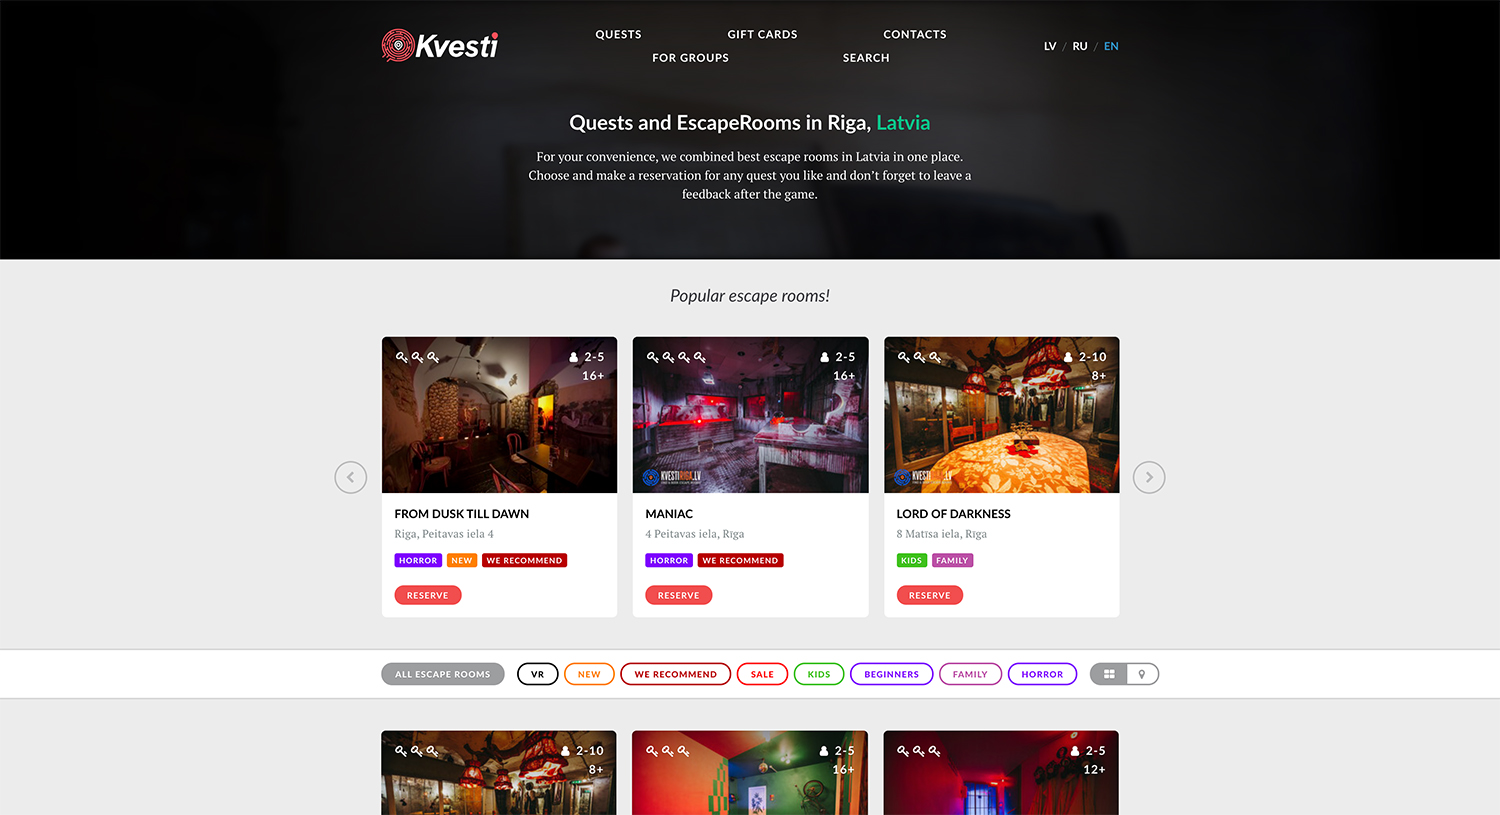 Kvesti
QUESTS
GIFT CARDS
CONTACTS
FOR GROUPS
SEARCH
LV / RU / EN
Quests and EscapeRooms in Riga, Latvia
For your convenience, we combined best escape rooms in Latvia in one place.
Choose and make a reservation for any quest you like and don’t forget to leave a
feedback after the game.
Popular escape rooms!
2-5
16+
FROM DUSK TILL DAWN
Riga, Peitavas iela 4
HORROR
NEW
WE RECOMMEND
RESERVE
2-5
16+
KVESTIRIGA.LV
MANIAC
4 Peitavas iela, Rīga
HORROR
WE RECOMMEND
RESERVE
2-10
8+
LORD OF DARKNESS
8 Matīsa iela, Rīga
KIDS
FAMILY
RESERVE
ALL ESCAPE ROOMS
VR
NEW
WE RECOMMEND
SALE
KIDS
BEGINNERS
FAMILY
HORROR
2-10
8+
2-5
16+
2-5
12+